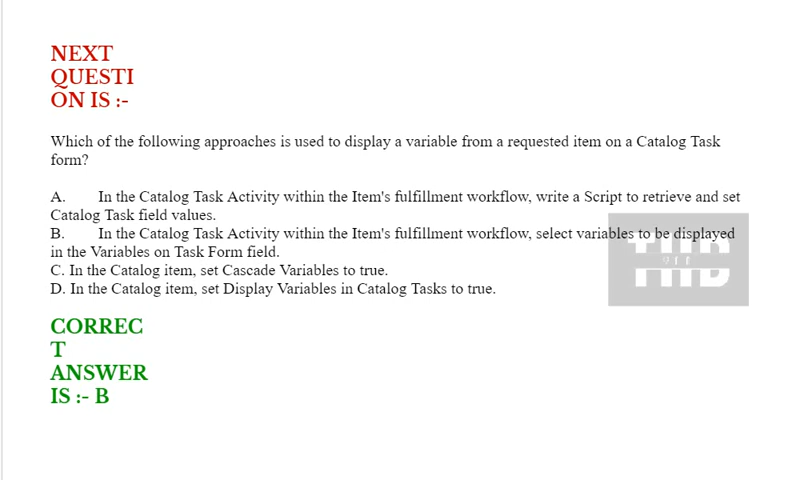 NEXT
QUESTI
ON IS :-
Which of the following approaches is used to display a variable from a requested item on a Catalog Task
form?
A. In the Catalog Task Activity within the Item's fulfillment workflow, write a Script to retrieve and set
Catalog Task field values.
B. In the Catalog Task Activity within the Item's fulfillment workflow, select variables to be displayed
in the Variables on Task Form field.
C. In the Catalog item, set Cascade Variables to true.
D. In the Catalog item, set Display Variables in Catalog Tasks to true.
CORREC
T
ANSWER
IS :- B